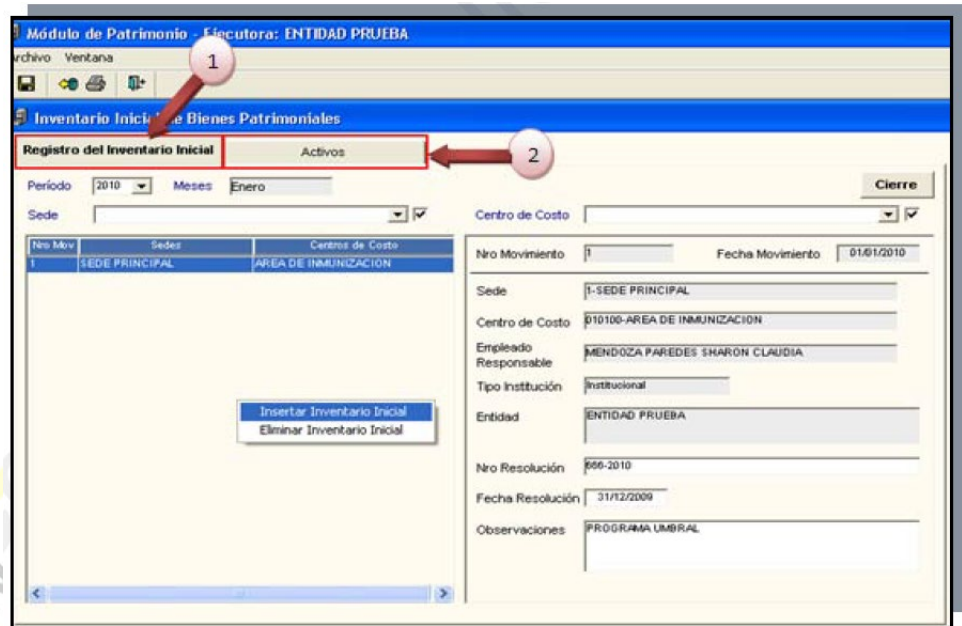 Módulo de Patrimonio - Ejecutora: ENTIDAD PRUEBA
rchivo Ventana
1
Inventario Inicial de Bienes Patrimoniales
Registro del Inventario Inicial Activos
2
Período 2010 Meses Enero Cierre
Sede Centro de Costo
Nro Mov Sedes Centros de Costo
1 SEDE PRINCIPAL AREA DE INMUNIZACION
Nro Movimiento 1 Fecha Movimiento 01/01/2010
Sede 1-SEDE PRINCIPAL
Centro de Costo 010100-AREA DE INMUNIZACION
Empleado
Responsable MENDOZA PAREDES SHARON CLAUDIA
Tipo Institución Institucional
Insertar Inventario Inicial
Eliminar Inventario Inicial
Entidad ENTIDAD PRUEBA
Nro Resolución 666-2010
Fecha Resolución 31/12/2009
Observaciones PROGRAMA UMBRAL